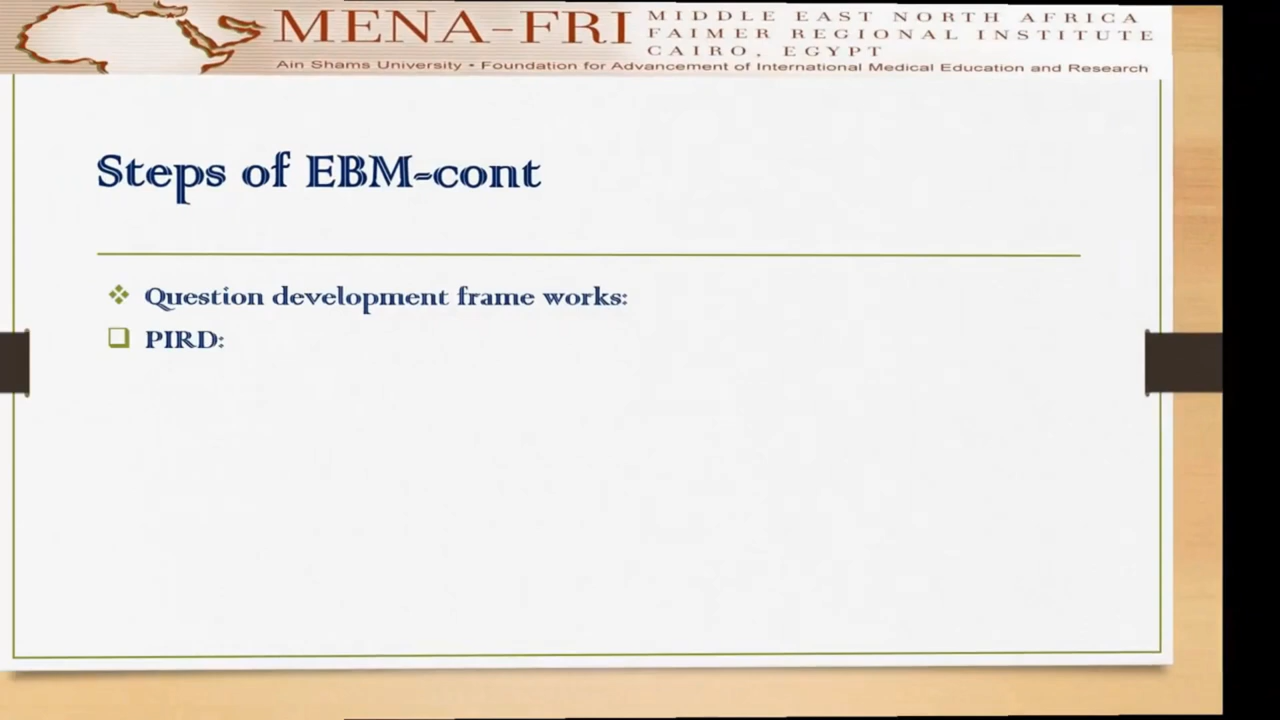 MENA-FRI
MIDDLE EAST NORTH AFRICA
FAIMER REGIONAL INSTITUTE
CAIRO, EGYPT
Ain Shams University • Foundation for Advancement of International Medical Education and Research
Steps of EBM-cont
Question development frame works:
PIRD: